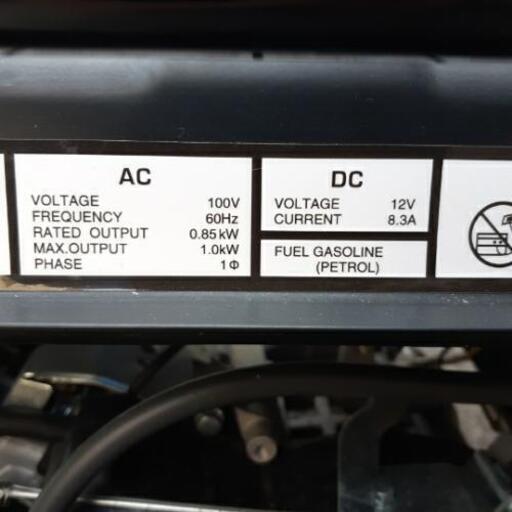 AC
VOLTAGE 100V
FREQUENCY 60Hz
RATED OUTPUT 0.85kW
MAX.OUTPUT 1.0kW
PHASE 1Φ
DC
VOLTAGE 12V
CURRENT 8.3A
FUEL GASOLINE
(PETROL)